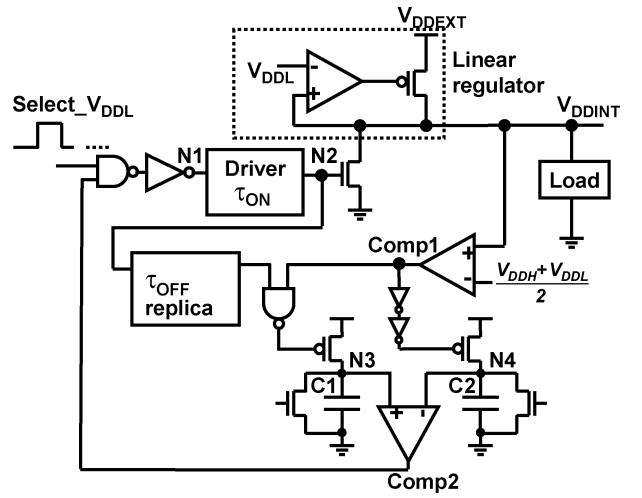 V_DDEXT
V_DDL
-
+
Linear
regulator
Select_V_DDL
V_DDINT
N1
Driver
τ_ON
N2
Load
Comp1
+
-
V_DDH+V_DDL
2
τ_OFF
replica
N3
N4
C1
C2
+
-
Comp2